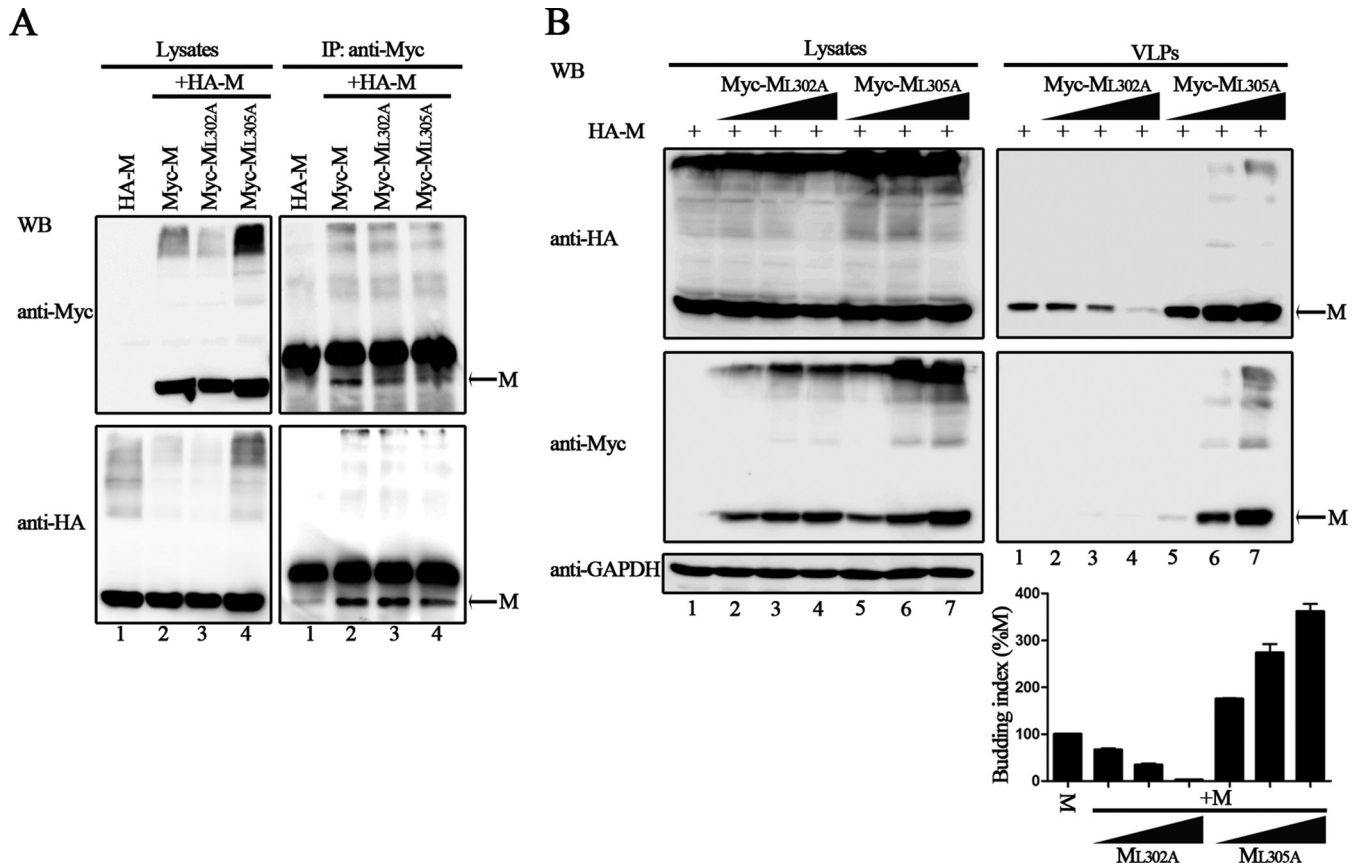 A
Lysates
IP: anti-Myc
+HA-M
+HA-M
HA-M
Myc-M
Myc-ML302A
Myc-ML305A
HA-M
Myc-M
Myc-ML302A
Myc-ML305A
WB
anti-Myc
M
anti-HA
M
1 2 3 4
1 2 3 4
B
Lysates
VLPs
WB
Myc-ML302A
Myc-ML305A
Myc-ML302A
Myc-ML305A
HA-M
+ + + + + + +
+ + + + + + +
anti-HA
M
anti-Myc
M
anti-GAPDH
1 2 3 4 5 6 7
1 2 3 4 5 6 7
Budding index (%M)
400
300
200
100
0
M
+M
ML302A
ML305A